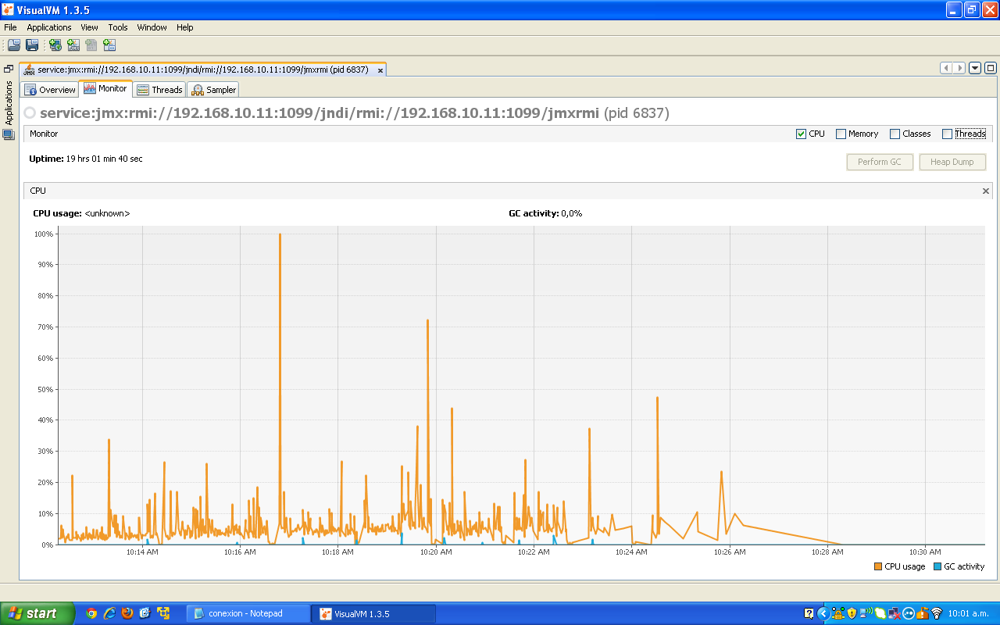 VisualVM 1.3.5
File Applications View Tools Window Help
service:jmx:rmi://192.168.10.11:1099/jndi/rmi://192.168.10.11:1099/jmxrmi (pid 6837)
Applications
Overview Monitor Threads Sampler
service:jmx:rmi://192.168.10.11:1099/jndi/rmi://192.168.10.11:1099/jmxrmi (pid 6837)
Monitor CPU Memory Classes Threads
Uptime: 19 hrs 01 min 40 sec
Perform GC Heap Dump
CPU
CPU usage: <unknown> GC activity: 0,0%
100%
90%
80%
70%
60%
50%
40%
30%
20%
10%
0%
10:14 AM 10:16 AM 10:18 AM 10:20 AM 10:22 AM 10:24 AM 10:26 AM 10:28 AM 10:30 AM
CPU usage GC activity
start conexion - Notepad VisualVM 1.3.5 10:01 a.m.